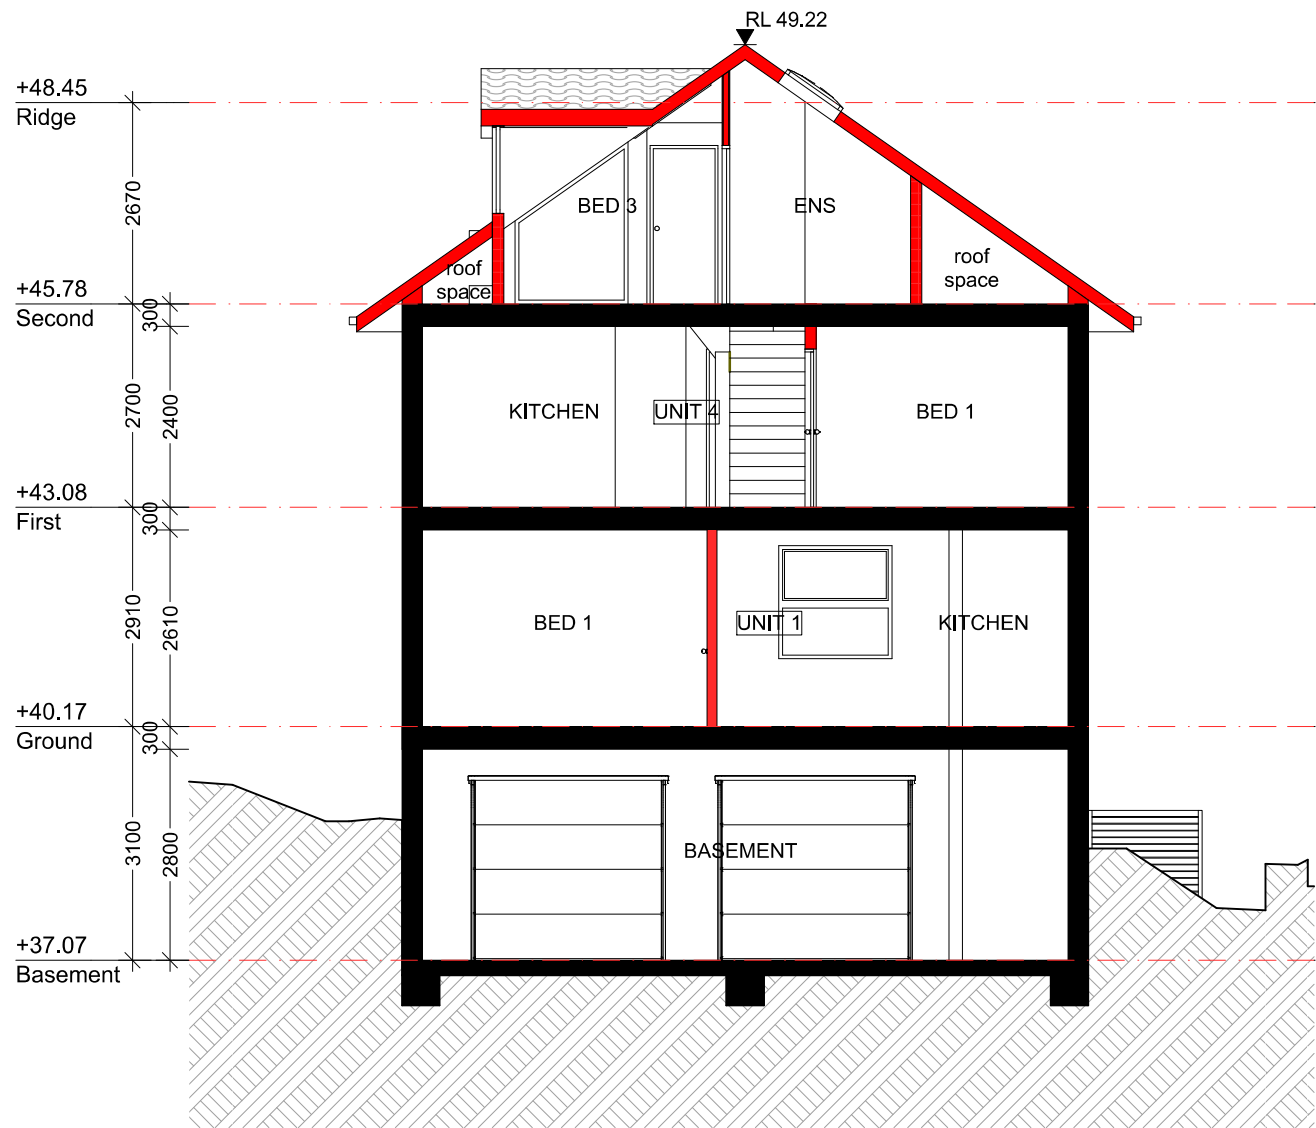 RL 49.22
+48.45
Ridge
2670
BED 3
ENS
roof
space
roof
space
+45.78
Second
300
2700
2400
KITCHEN
UNIT 4
BED 1
+43.08
First
300
2910
2610
BED 1
UNIT 1
KITCHEN
+40.17
Ground
300
3100
2800
BASEMENT
+37.07
Basement